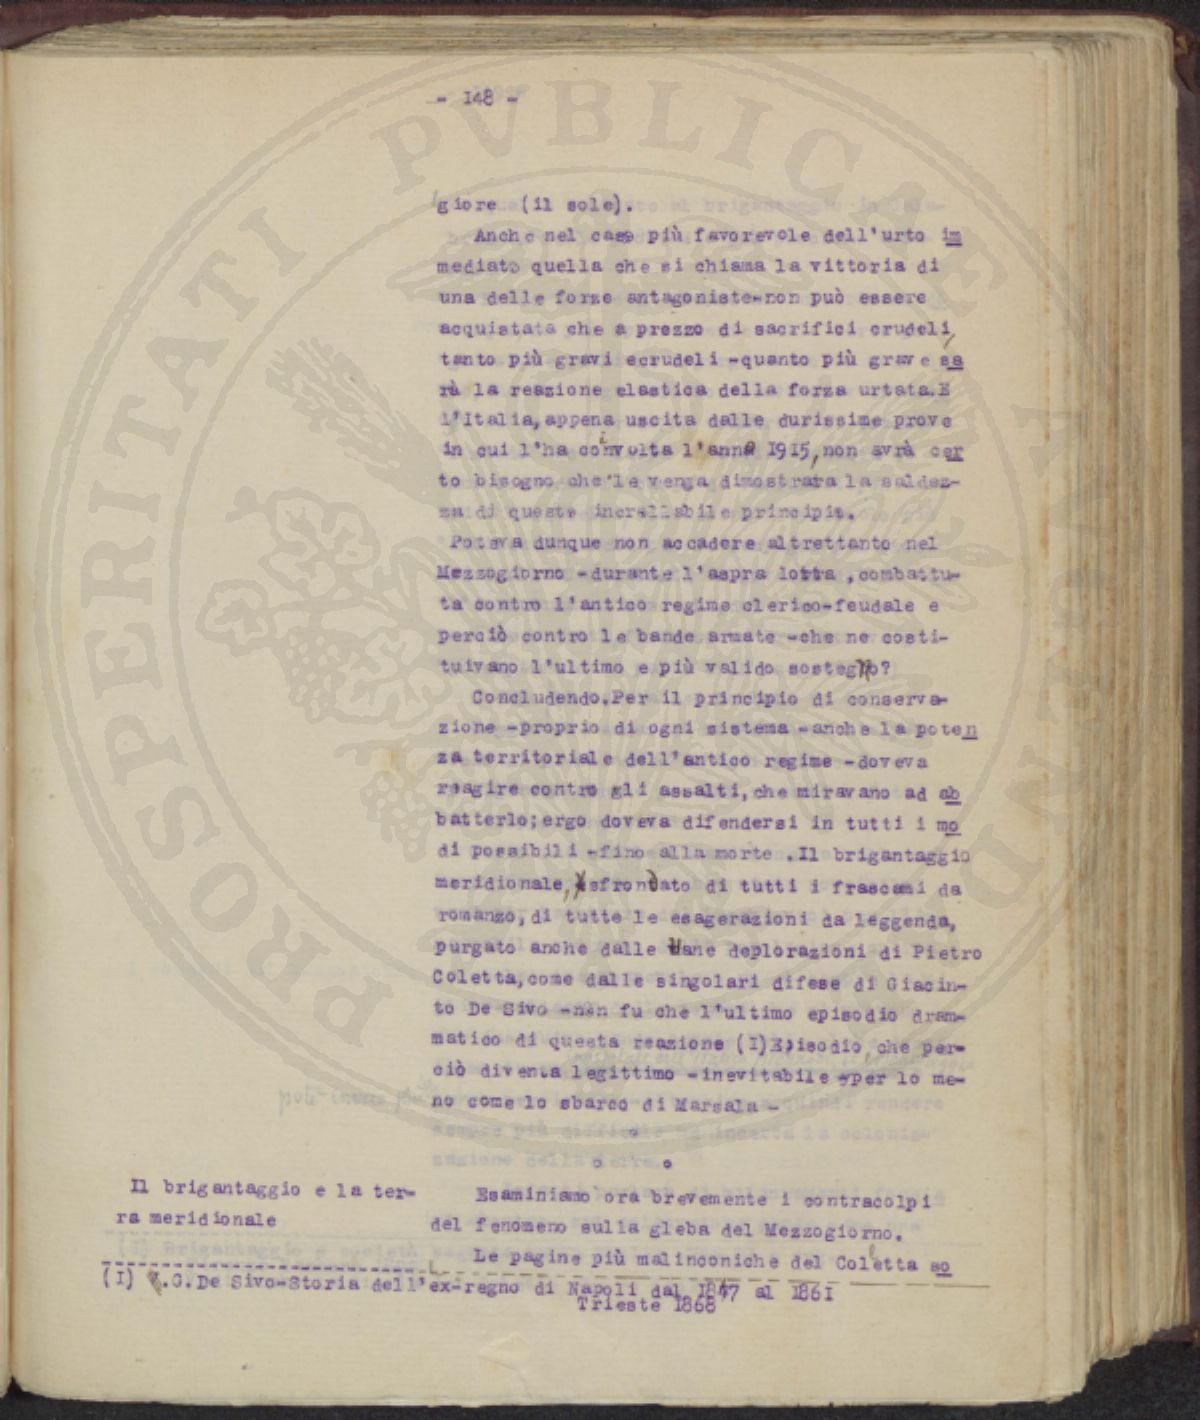 - I48 -
giore (il sole).
Anche nel caso più favorevole dell'urto im
mediato quella che si chiama la vittoria di
una delle forze antagoniste-non può essere
acquistata che a prezzo di sacrifici crudeli,
tanto più gravi ecrudeli -quanto più grave sa
rà la reazione elastica della forza urtata.E
l'Italia,appena uscita dalle durissime prove
in cui l'ha coinvolta l'anno I9I5,non avrà cer
to bisogno che le venga dimostrara la saldez-
za di questo incrollabile principio.
Poteva dunque non accadere altrettanto nel
Mezzogiorno -durante l'aspra lotta ,combattu-
ta contro l'antico regime clerico-feudale e
perciò contro le bande armate -che ne costi-
tuivano l'ultimo e più valido sostegno?
Concludendo.Per il principio di conserva-
zione -proprio di ogni sistema -anche la poten
za territoriale dell'antico regime -doveva
reagire contro gli assalti,che miravano ad ab
batterlo;ergo doveva difendersi in tutti i mo
di possibili -fino alla morte .Il brigantaggio
meridionale, sfrondato di tutti i frascami da
romanzo,di tutte le esagerazioni da leggenda,
purgato anche dalle vane deplorazioni di Pietro
Coletta,come dalle singolari difese di Giacin-
to De Sivo -non fu che l'ultimo episodio dram-
matico di questa reazione (I)Episodio,che per-
ciò diventa legittimo -inevitabile -per lo me-
no come lo sbarco di Marsala -
o o
Il brigantaggio e la ter-
ra meridionale
Esaminiamo ora brevemente i contracolpi
del fenomeno sulla gleba del Mezzogiorno.
Le pagine più malinconiche del Coletta so
(I) .G.De Sivo-Storia dell'ex-regno di Napoli dal I847 al I86I
Trieste I868
PROSPERITATI PVBLICAE AVGENDAE